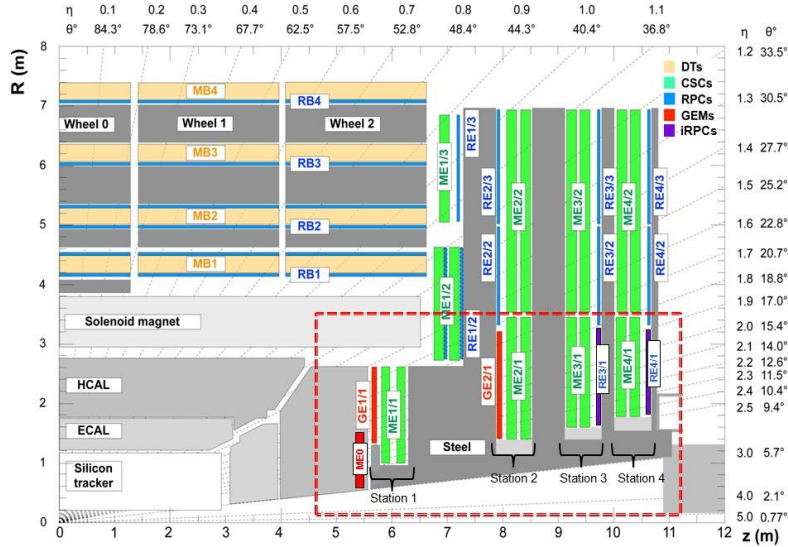 η 0.1 0.2 0.3 0.4 0.5 0.6 0.7 0.8 0.9 1.0 1.1
θ° 84.3° 78.6° 73.1° 67.7° 62.5° 57.5° 52.8° 48.4° 44.3° 40.4° 36.8° η θ°
R (m)
8
7
6
5
4
3
2
1
0
1.2 33.5°
1.3 30.5°
1.4 27.7°
1.5 25.2°
1.6 22.8°
1.7 20.7°
1.8 18.8°
1.9 17.0°
2.0 15.4°
2.1 14.0°
2.2 12.6°
2.3 11.5°
2.4 10.4°
2.5 9.4°
3.0 5.7°
4.0 2.1°
5.0 0.77°
DTs
CSCs
RPCs
GEMs
iRPCs
MB4
RB4
Wheel 0 Wheel 1 Wheel 2
MB3
RB3
MB2
RB2
MB1
RB1
Solenoid magnet
HCAL
ECAL
Silicon
tracker
Steel
ME0
GE1/1
ME1/1
ME1/2
RE1/2
ME1/3
RE1/3
GE2/1
ME2/1
RE2/2
RE2/3
ME2/2
ME3/1
RE3/1
ME3/2
RE3/2
RE3/3
ME4/1
RE4/1
ME4/2
RE4/2
RE4/3
Station 1
Station 2
Station 3
Station 4
0 1 2 3 4 5 6 7 8 9 10 11 12
z (m)